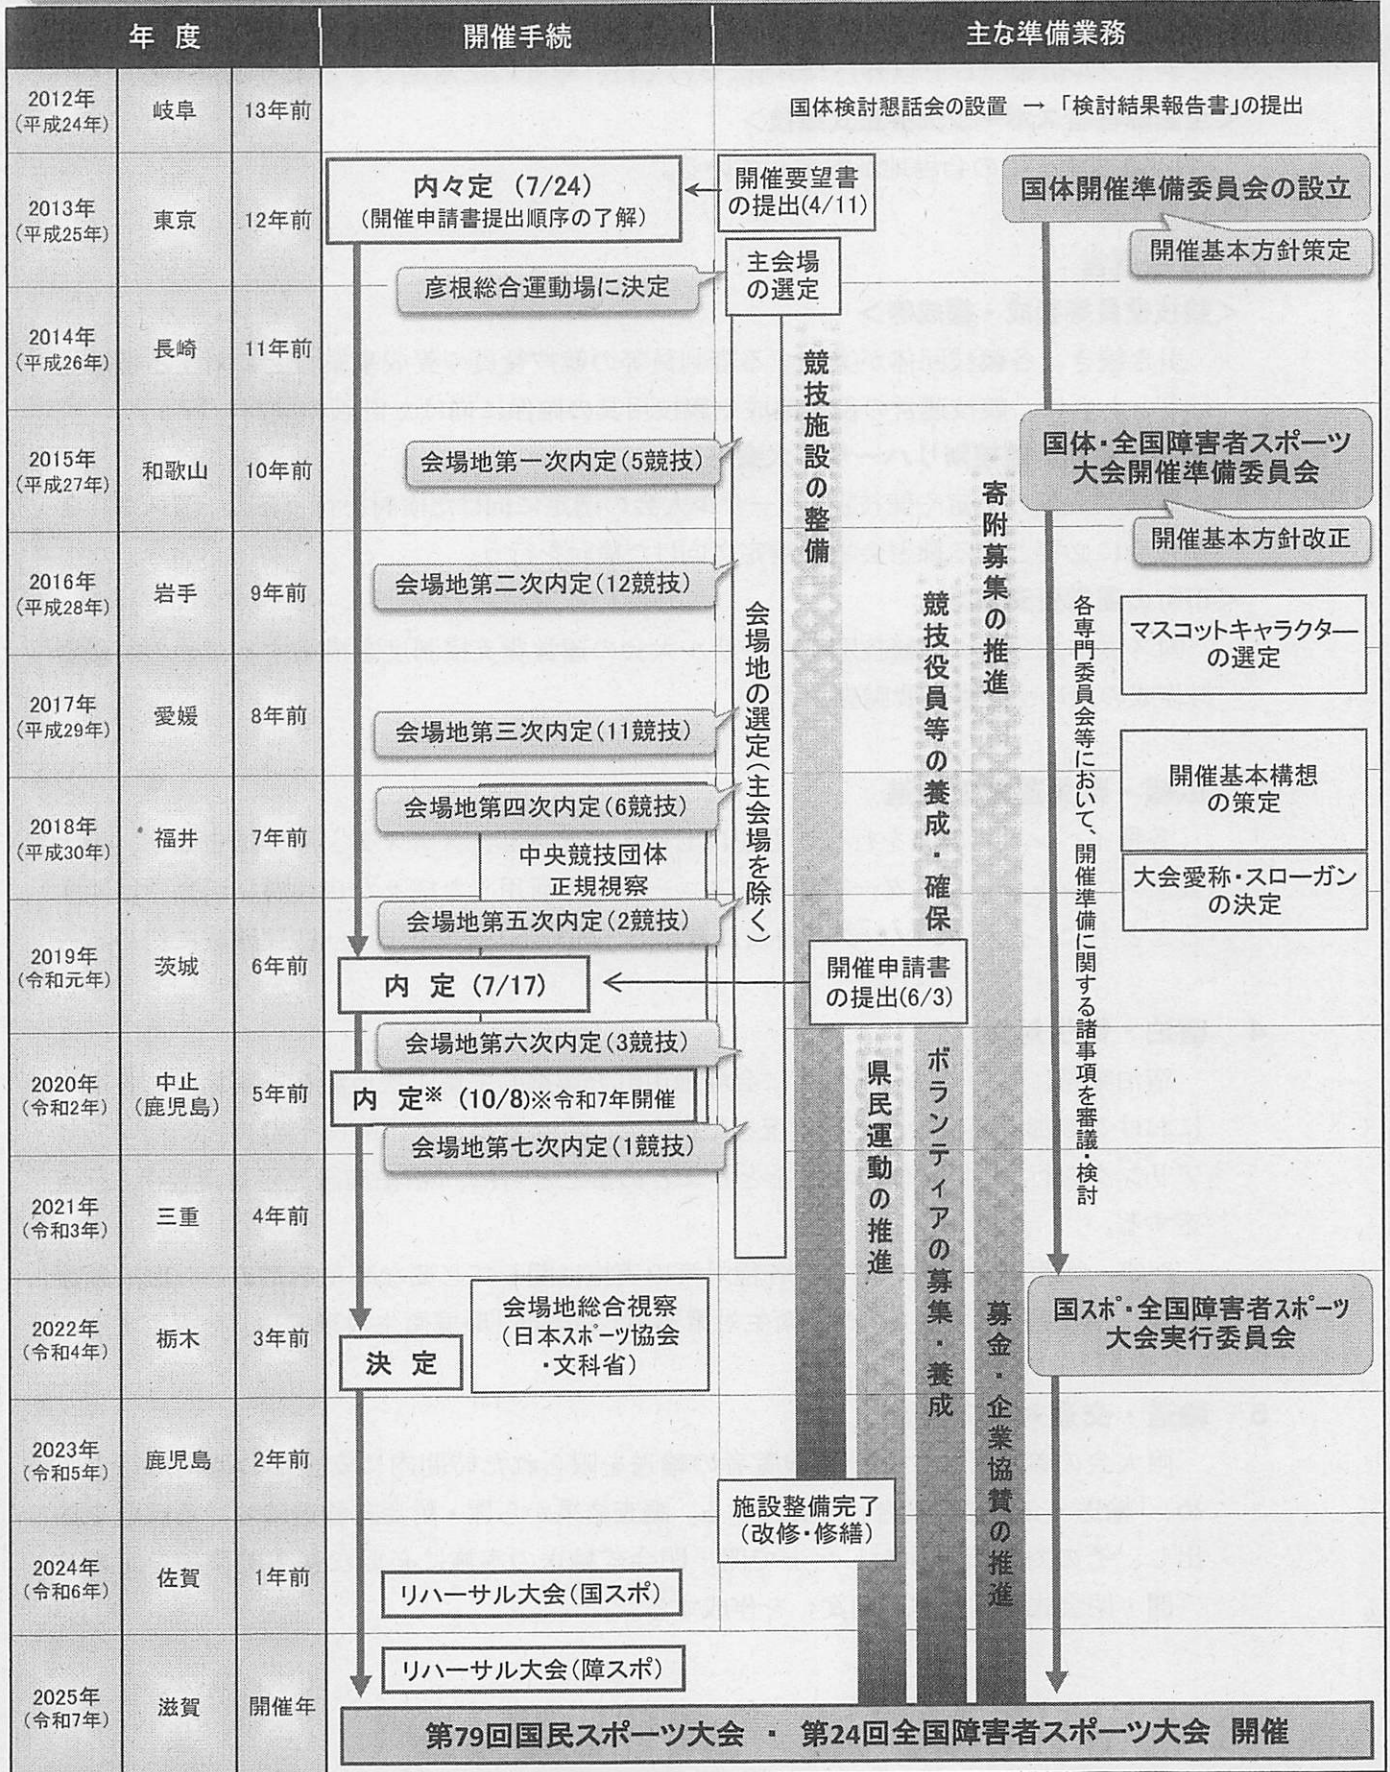 年 度
開催手続
主な準備業務
2012年
(平成24年)
岐阜
13年前
国体検討懇話会の設置 → 「検討結果報告書」の提出
2013年
(平成25年)
東京
12年前
内々定 (7/24)
(開催申請書提出順序の了解)
開催要望書
の提出(4/11)
国体開催準備委員会の設立
開催基本方針策定
彦根総合運動場に決定
主会場
の選定
2014年
(平成26年)
長崎
11年前
競技施設の整備
2015年
(平成27年)
和歌山
10年前
会場地第一次内定(5競技)
国体・全国障害者スポーツ
大会開催準備委員会
開催基本方針改正
寄附募集の推進
2016年
(平成28年)
岩手
9年前
会場地第二次内定(12競技)
会場地の選定(主会場を除く)
競技役員等の養成・確保
各専門委員会等において、開催準備に関する諸事項を審議・検討
マスコットキャラクター
の選定
2017年
(平成29年)
愛媛
8年前
会場地第三次内定(11競技)
開催基本構想
の策定
2018年
(平成30年)
福井
7年前
会場地第四次内定(6競技)
中央競技団体
正規視察
大会愛称・スローガン
の決定
会場地第五次内定(2競技)
2019年
(令和元年)
茨城
6年前
内 定 (7/17)
開催申請書
の提出(6/3)
会場地第六次内定(3競技)
2020年
(令和2年)
中止
(鹿児島)
5年前
内 定※ (10/8)※令和7年開催
会場地第七次内定(1競技)
県民運動の推進
ボランティアの募集・養成
2021年
(令和3年)
三重
4年前
2022年
(令和4年)
栃木
3年前
決 定
会場地総合視察
(日本スポーツ協会
・文科省)
募金・企業協賛の推進
国スポ・全国障害者スポーツ
大会実行委員会
2023年
(令和5年)
鹿児島
2年前
施設整備完了
(改修・修繕)
2024年
(令和6年)
佐賀
1年前
リハーサル大会(国スポ)
リハーサル大会(障スポ)
2025年
(令和7年)
滋賀
開催年
第79回国民スポーツ大会 ・ 第24回全国障害者スポーツ大会 開催